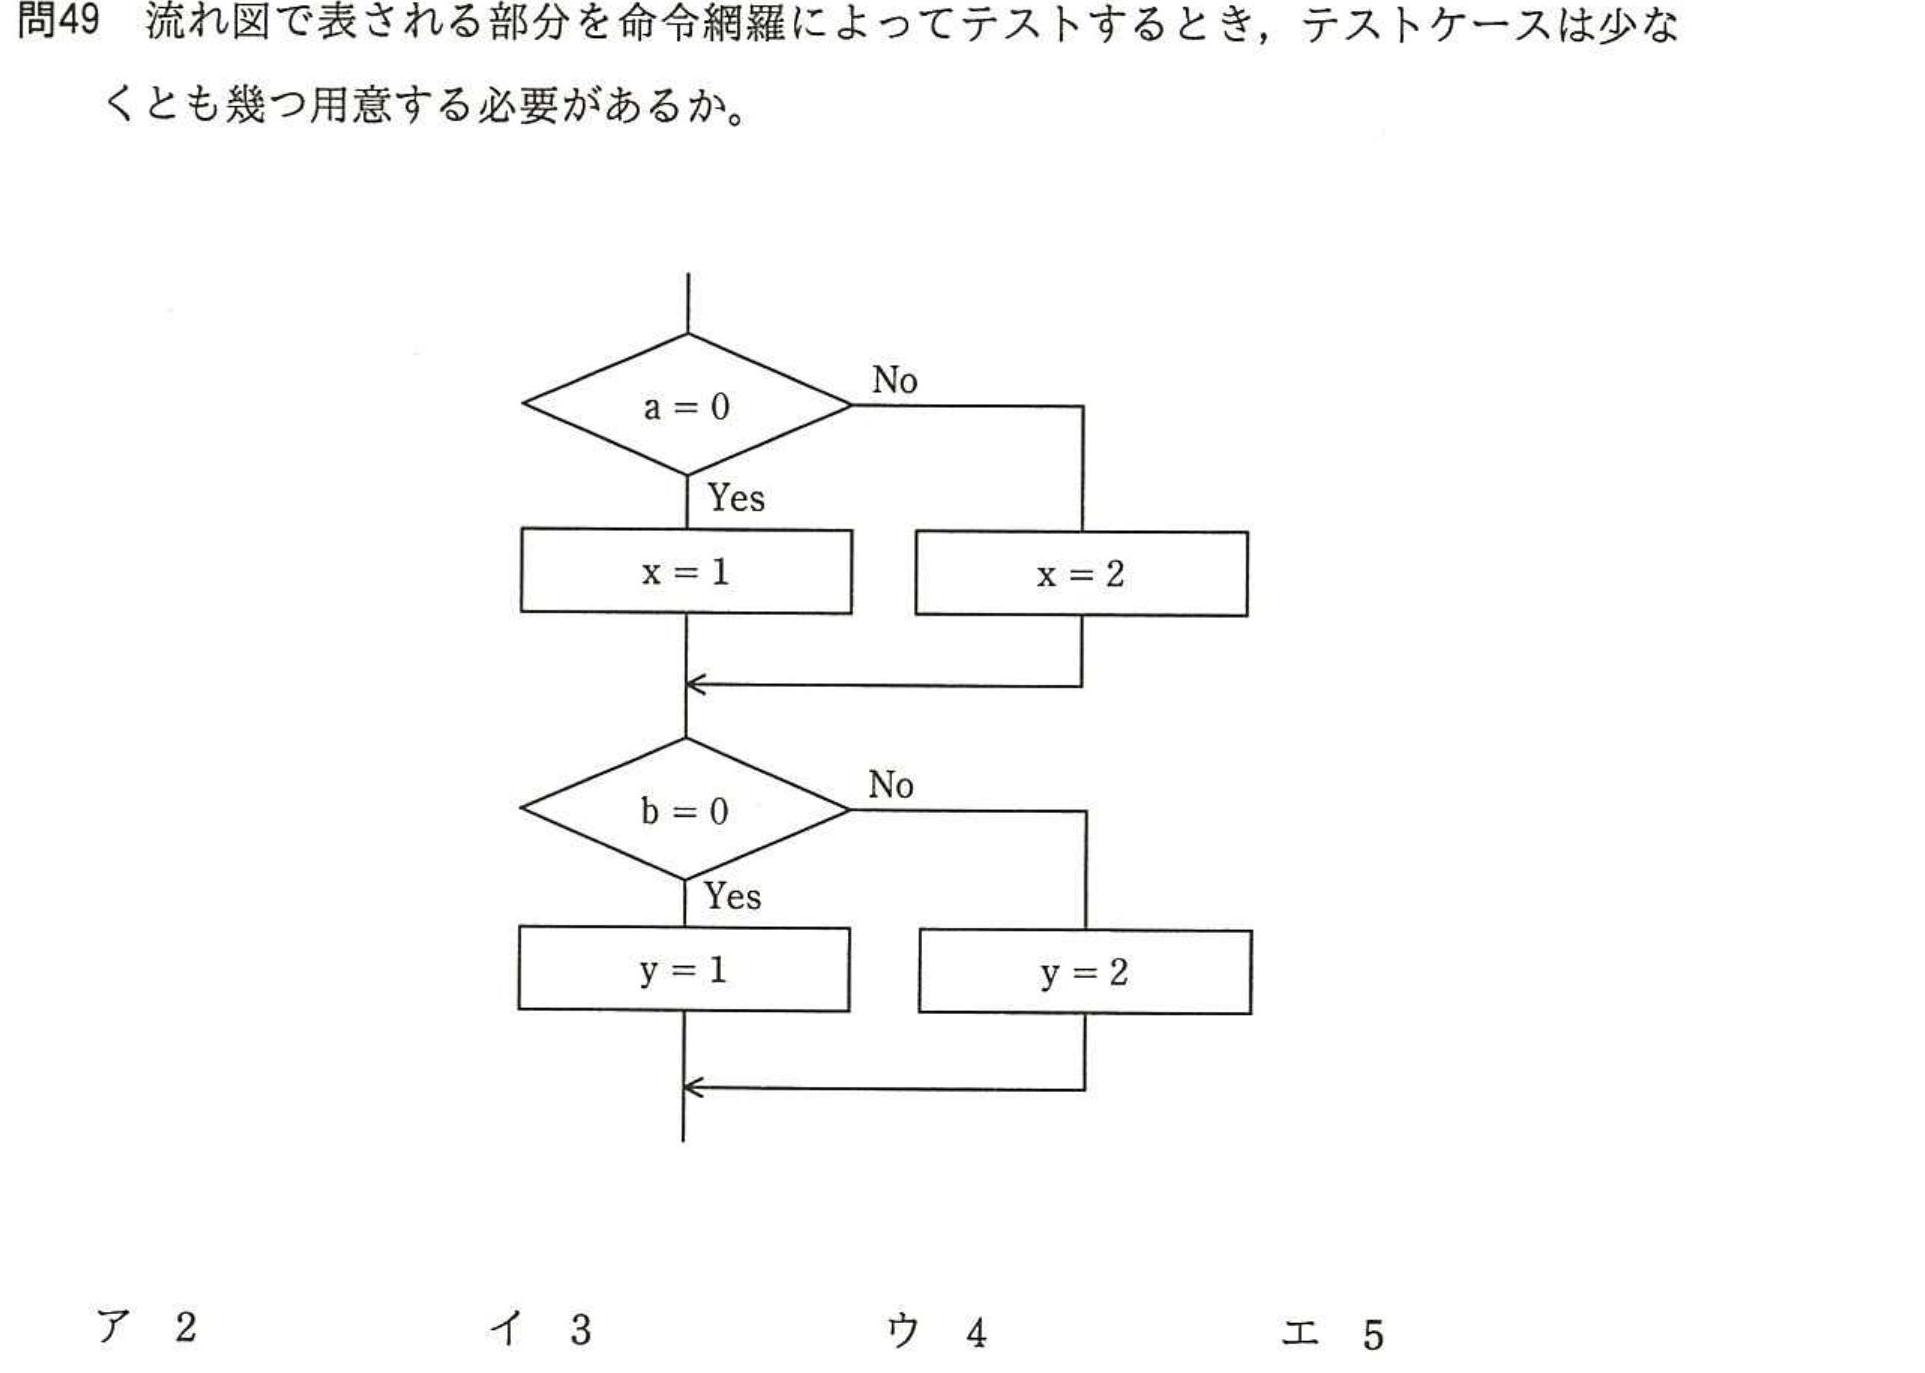 問49 流れ図で表される部分を命令網羅によってテストするとき，テストケースは少な
くとも幾つ用意する必要があるか。
a = 0
No
Yes
x = 1
x = 2
b = 0
No
Yes
y = 1
y = 2
ア 2 イ 3 ウ 4 エ 5